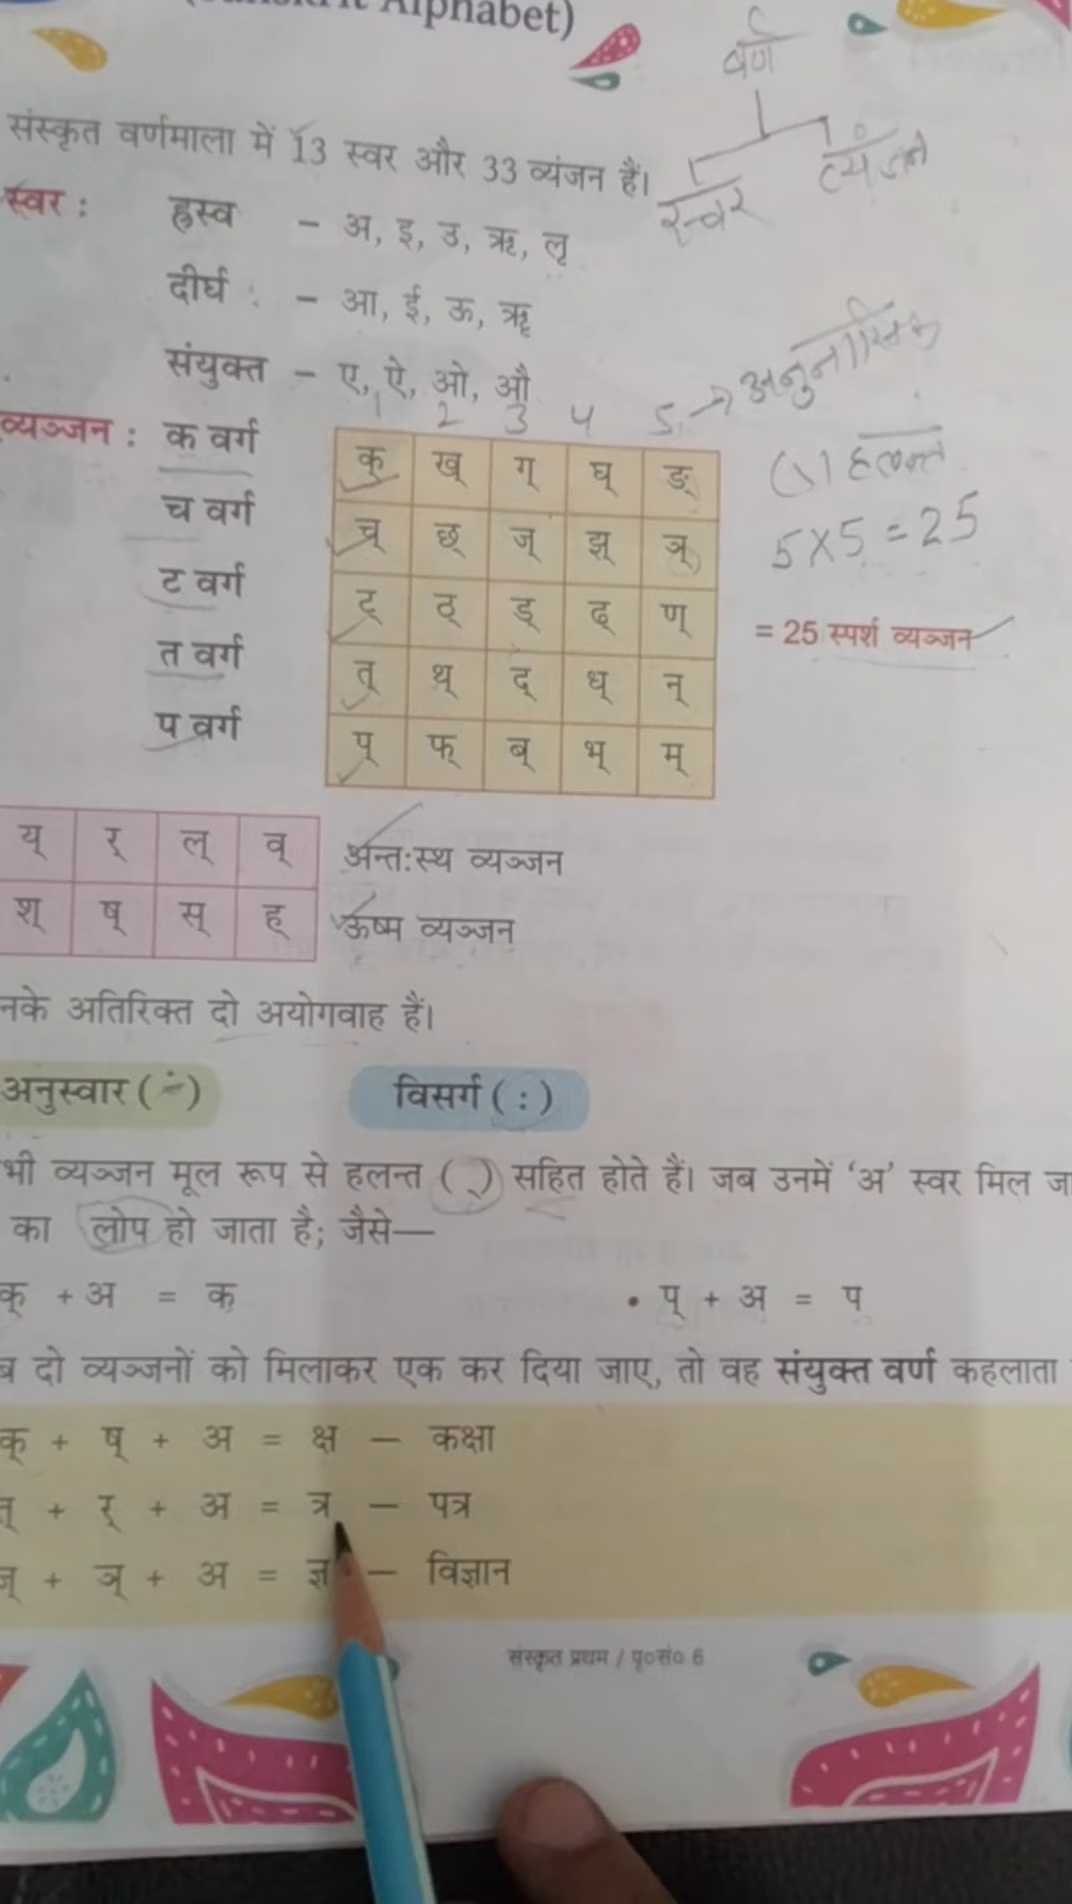 Alphabet)
वर्ण
स्वर व्यंजन
संस्कृत वर्णमाला में 13 स्वर और 33 व्यंजन हैं।
स्वर : ह्रस्व – अ, इ, उ, ऋ, लृ
दीर्घ : – आ, ई, ऊ, ॠ
संयुक्त – ए, ऐ, ओ, औ
1 2 3 4 5 → अनुनासिक
व्यञ्जन : क वर्ग क् ख् ग् घ् ङ्
(्) हलन्त
च वर्ग च् छ् ज् झ् ञ्
5×5 = 25
ट वर्ग ट् ठ् ड् ढ् ण्
= 25 स्पर्श व्यञ्जन
त वर्ग त् थ् द् ध् न्
प वर्ग प् फ् ब् भ् म्
य् र् ल् व् अन्त:स्थ व्यञ्जन
श् ष् स् ह् ऊष्म व्यञ्जन
नके अतिरिक्त दो अयोगवाह हैं।
अनुस्वार ( ं ) विसर्ग ( : )
भी व्यञ्जन मूल रूप से हलन्त ( ् ) सहित होते हैं। जब उनमें ‘अ’ स्वर मिल जा
का लोप हो जाता है; जैसे—
क् + अ = क • प् + अ = प
ब दो व्यञ्जनों को मिलाकर एक कर दिया जाए, तो वह संयुक्त वर्ण कहलाता
क् + ष् + अ = क्ष – कक्षा
त् + र् + अ = त्र – पत्र
ज् + ञ् + अ = ज्ञ – विज्ञान
संस्कृत प्रथम / पृ०सं० 6